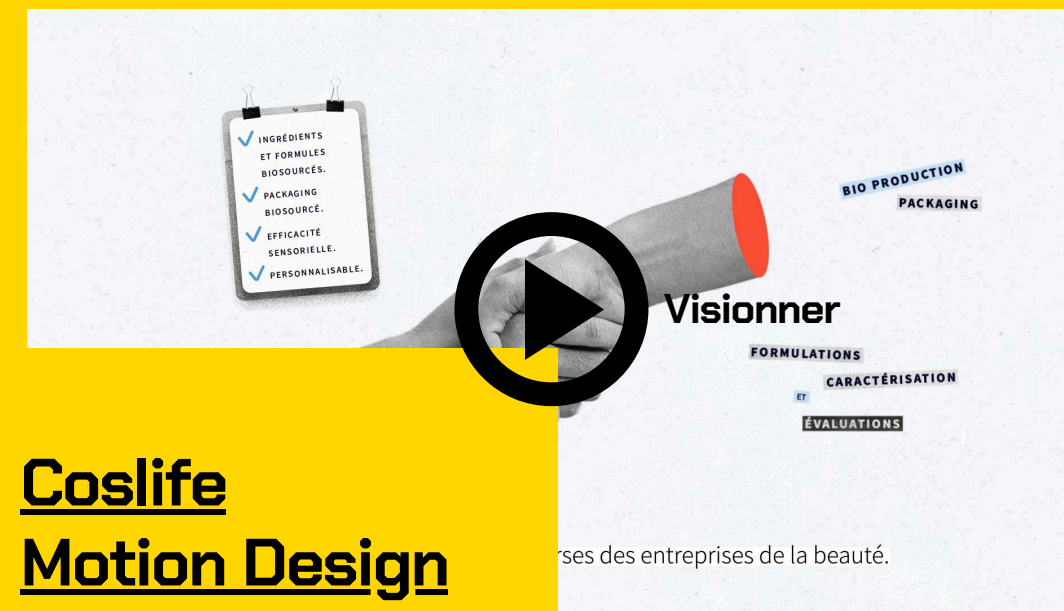 INGRÉDIENTS
ET FORMULES
BIOSOURCÉS.
PACKAGING
BIOSOURCÉ.
EFFICACITÉ
SENSORIELLE.
PERSONNALISABLE.
BIO PRODUCTION
PACKAGING
Visionner
FORMULATIONS
CARACTÉRISATION
ET
ÉVALUATIONS
Coslife
Motion Design
rses des entreprises de la beauté.